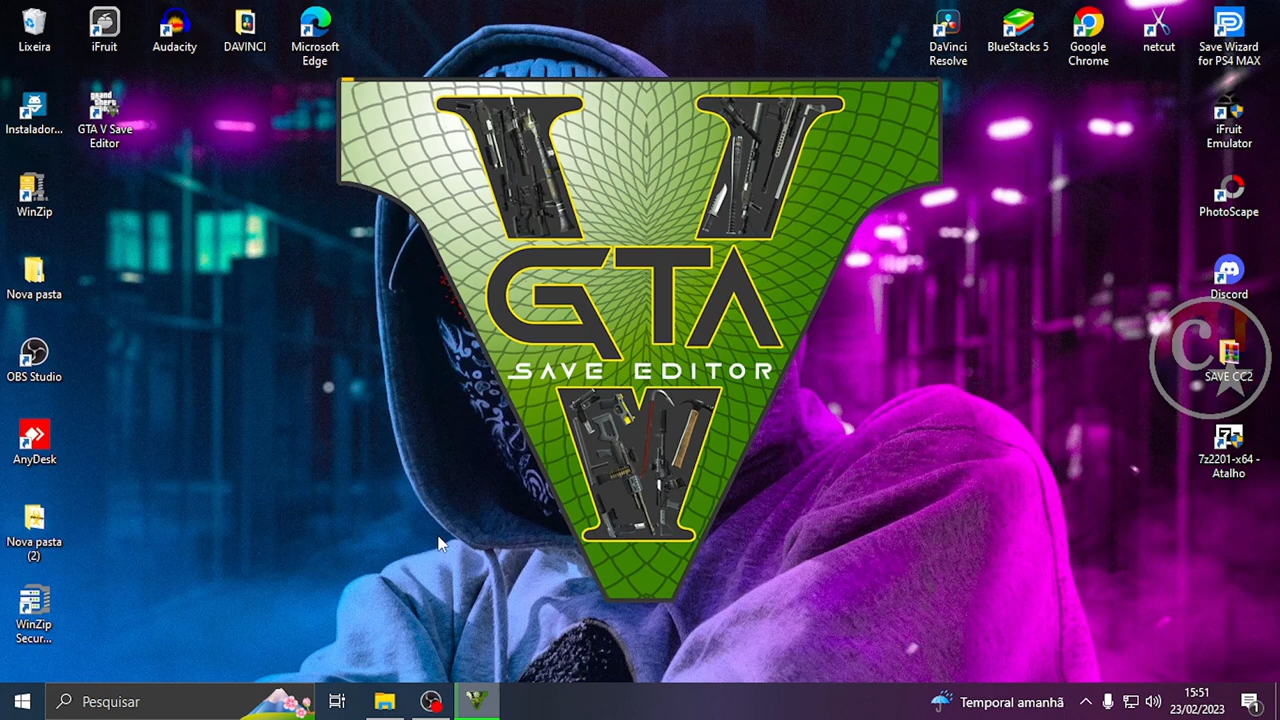 Lixeira
iFruit
Audacity
DAVINCI
Microsoft
Edge
DaVinci
Resolve
BlueStacks 5
Google
Chrome
netcut
Save Wizard
for PS4 MAX
Instalador...
GTA V Save
Editor
iFruit
Emulator
WinZip
PhotoScape
GTA
SAVE EDITOR
V
Nova pasta
Discord
OBS Studio
SAVE CC2
AnyDesk
7z2201-x64 -
Atalho
Nova pasta
(2)
WinZip
Secur...
Pesquisar
Temporal amanhã
15:51
23/02/2023
1